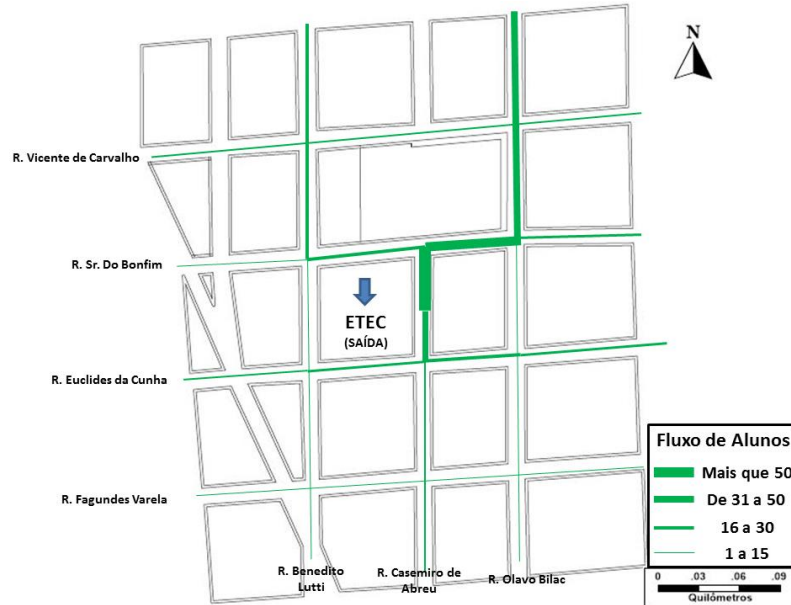 N
R. Vicente de Carvalho
R. Sr. Do Bonfim
ETEC
(SAÍDA)
R. Euclides da Cunha
R. Fagundes Varela
R. Benedito
Lutti
R. Casemiro de
Abreu
R. Olavo Bilac
Fluxo de Alunos
Mais que 50
De 31 a 50
16 a 30
1 a 15
0 .03 .06 .09
Quilômetros